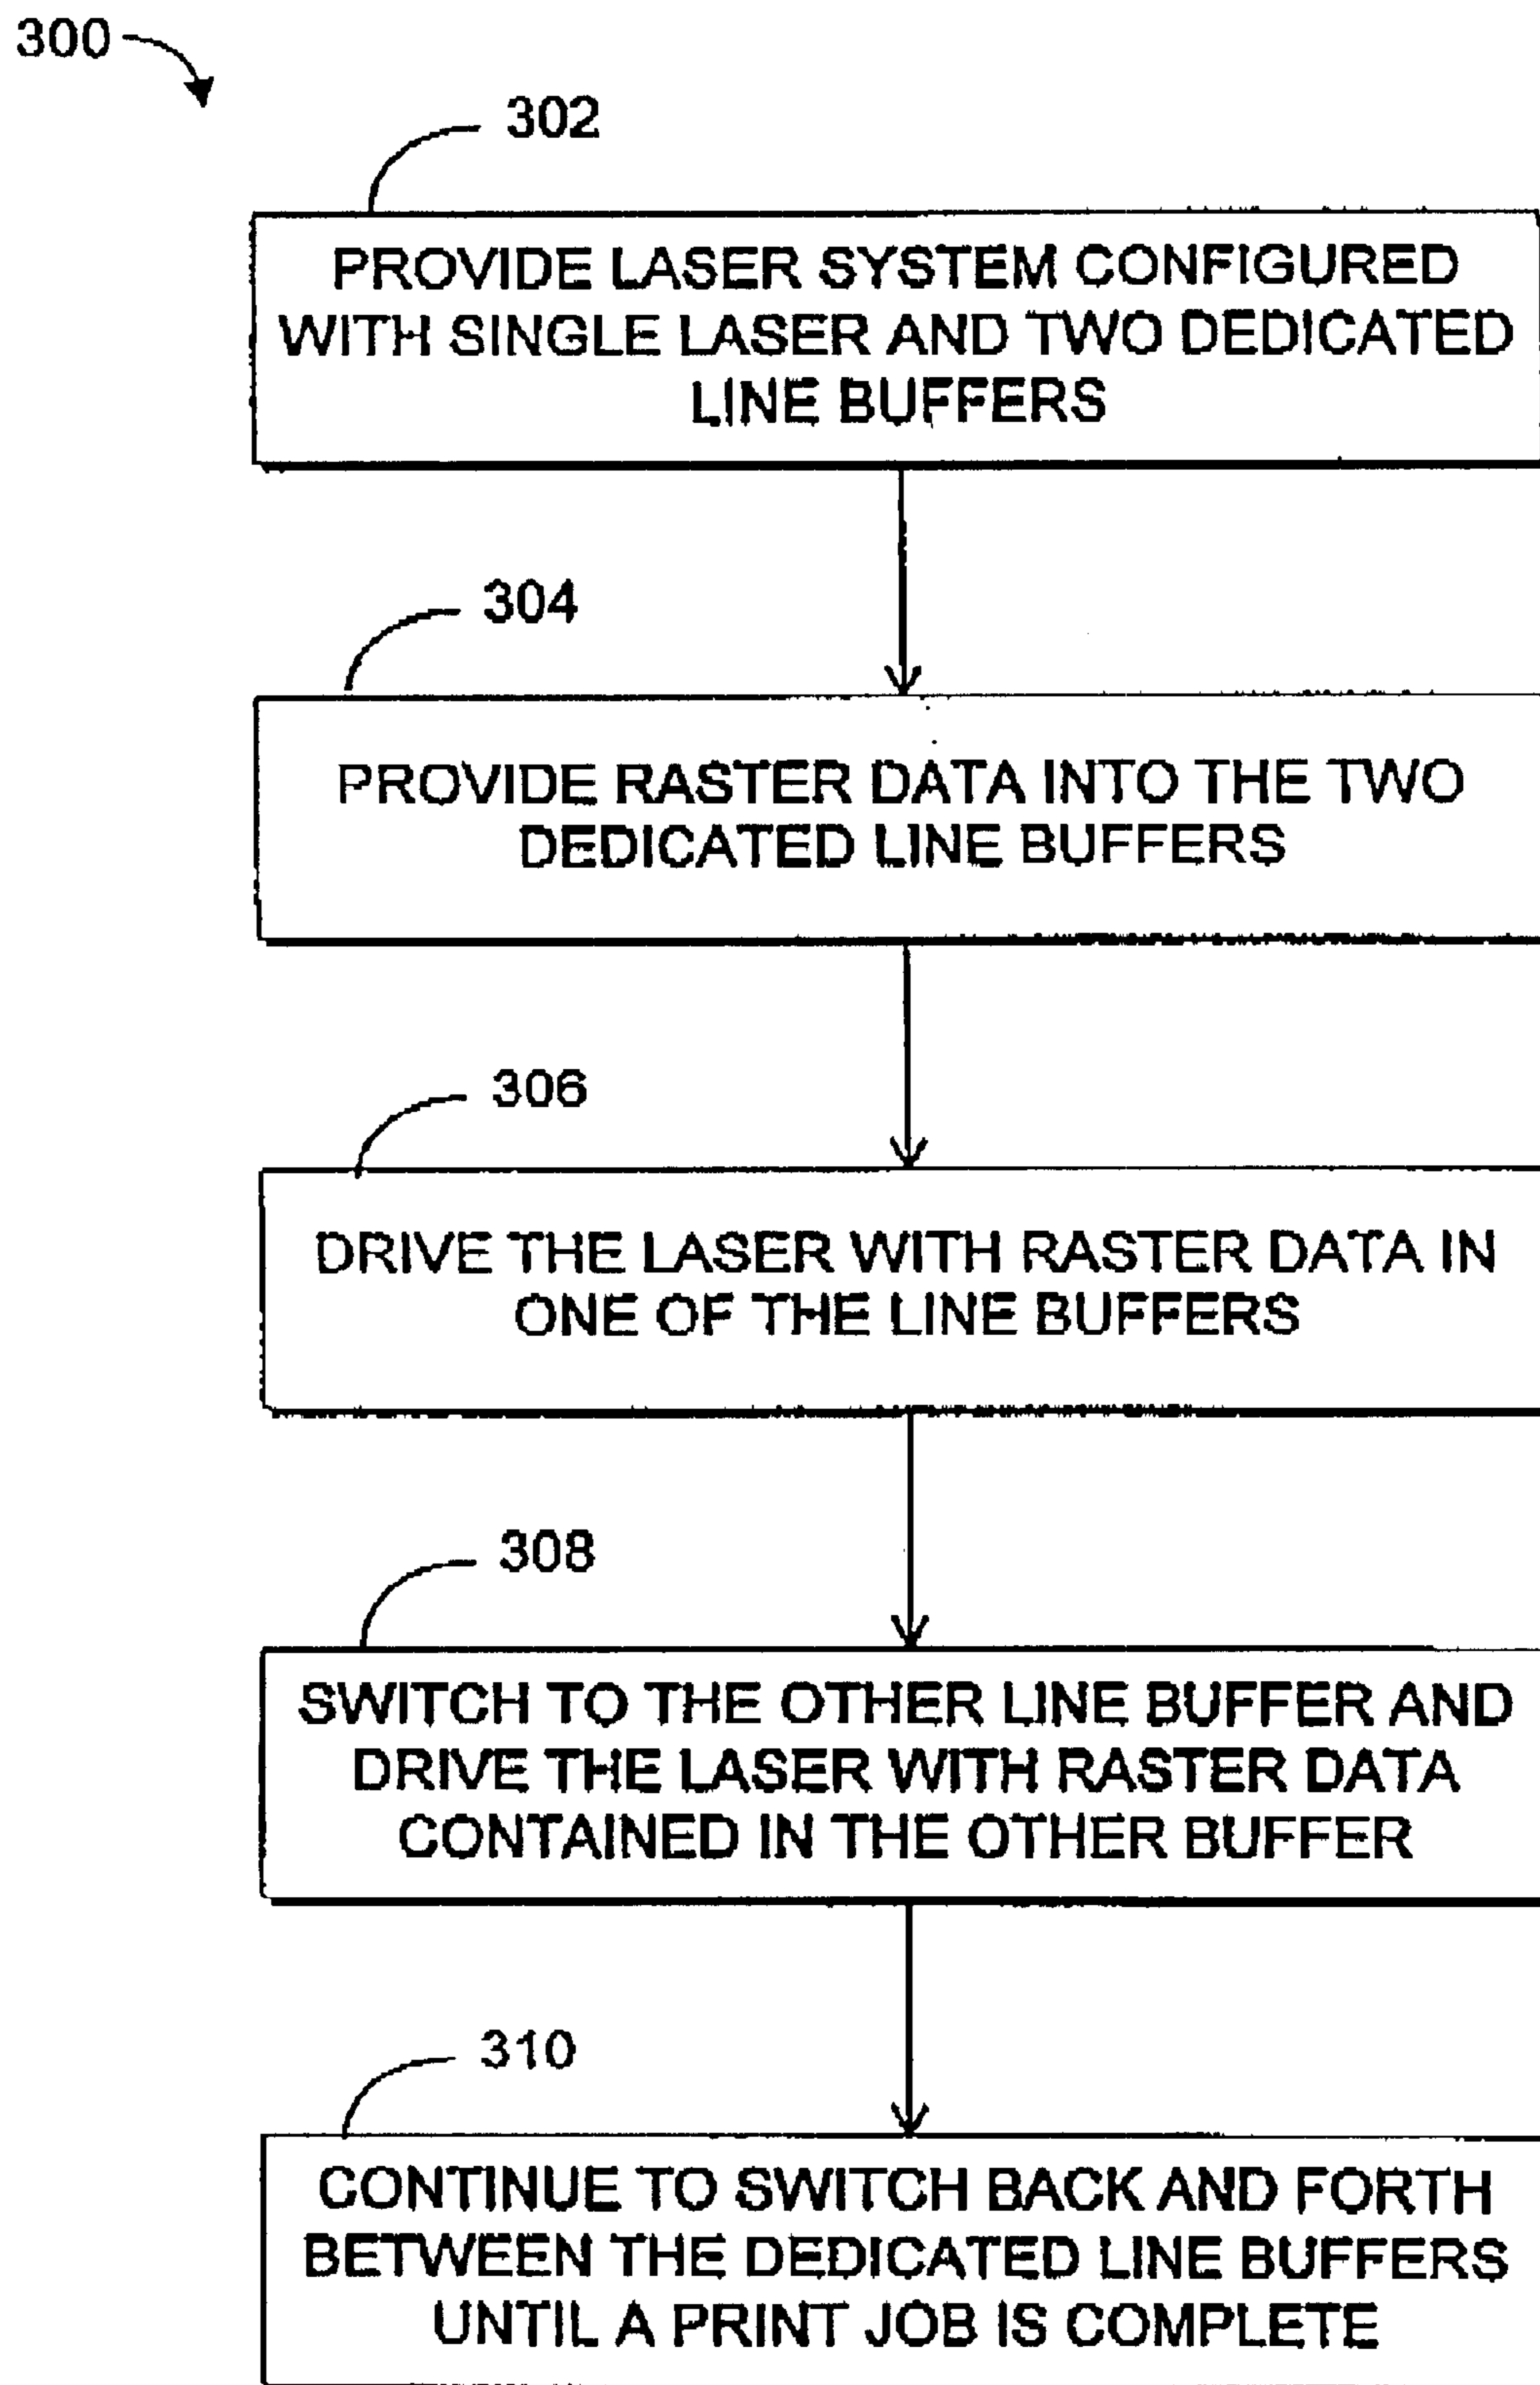 300
302
PROVIDE LASER SYSTEM CONFIGURED
WITH SINGLE LASER AND TWO DEDICATED
LINE BUFFERS
304
PROVIDE RASTER DATA INTO THE TWO
DEDICATED LINE BUFFERS
306
DRIVE THE LASER WITH RASTER DATA IN
ONE OF THE LINE BUFFERS
308
SWITCH TO THE OTHER LINE BUFFER AND
DRIVE THE LASER WITH RASTER DATA
CONTAINED IN THE OTHER BUFFER
310
CONTINUE TO SWITCH BACK AND FORTH
BETWEEN THE DEDICATED LINE BUFFERS
UNTIL A PRINT JOB IS COMPLETE